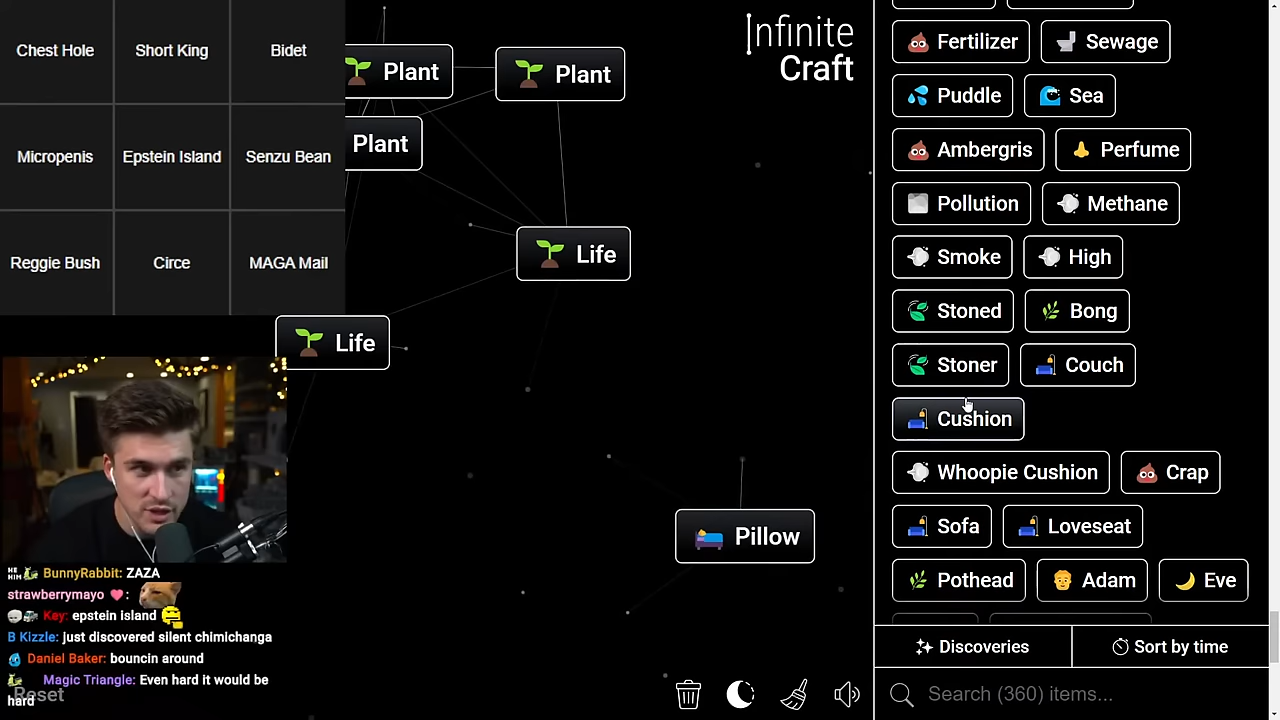 Chest Hole
Short King
Bidet
Micropenis
Epstein Island
Senzu Bean
Reggie Bush
Circe
MAGA Mail
Plant
Plant
Plant
Life
Life
Pillow
Infinite
Craft
Fertilizer
Sewage
Puddle
Sea
Ambergris
Perfume
Pollution
Methane
Smoke
High
Stoned
Bong
Stoner
Couch
Cushion
Whoopie Cushion
Crap
Sofa
Loveseat
Pothead
Adam
Eve
Discoveries
Sort by time
Search (360) items...
BunnyRabbit: ZAZA
strawberrymayo :
Key: epstein island
B Kizzle: just discovered silent chimichanga
Daniel Baker: bouncin around
Magic Triangle: Even hard it would be
hard
Reset